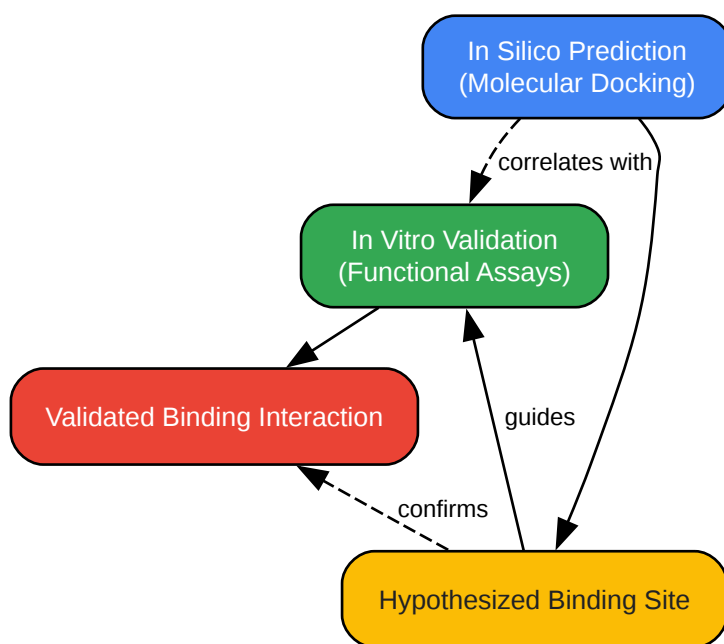 In Silico Prediction
(Molecular Docking)
correlates with
In Vitro Validation
(Functional Assays)
Validated Binding Interaction
guides
confirms
Hypothesized Binding Site